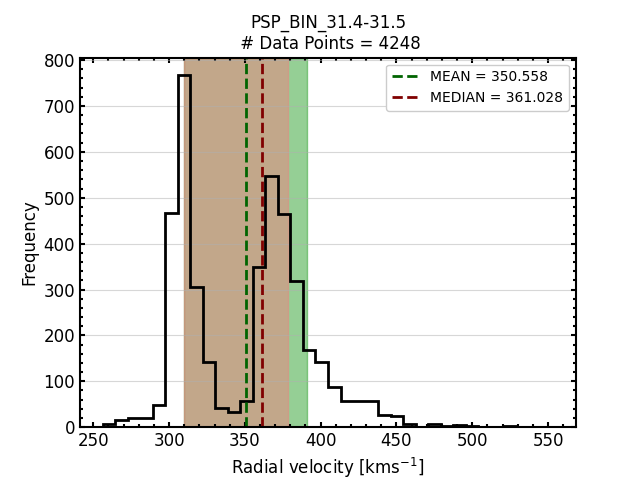 PSP_BIN_31.4-31.5
# Data Points = 4248
MEAN = 350.558
MEDIAN = 361.028
Frequency
800
700
600
500
400
300
200
100
0
250 300 350 400 450 500 550
Radial velocity [kms⁻¹]